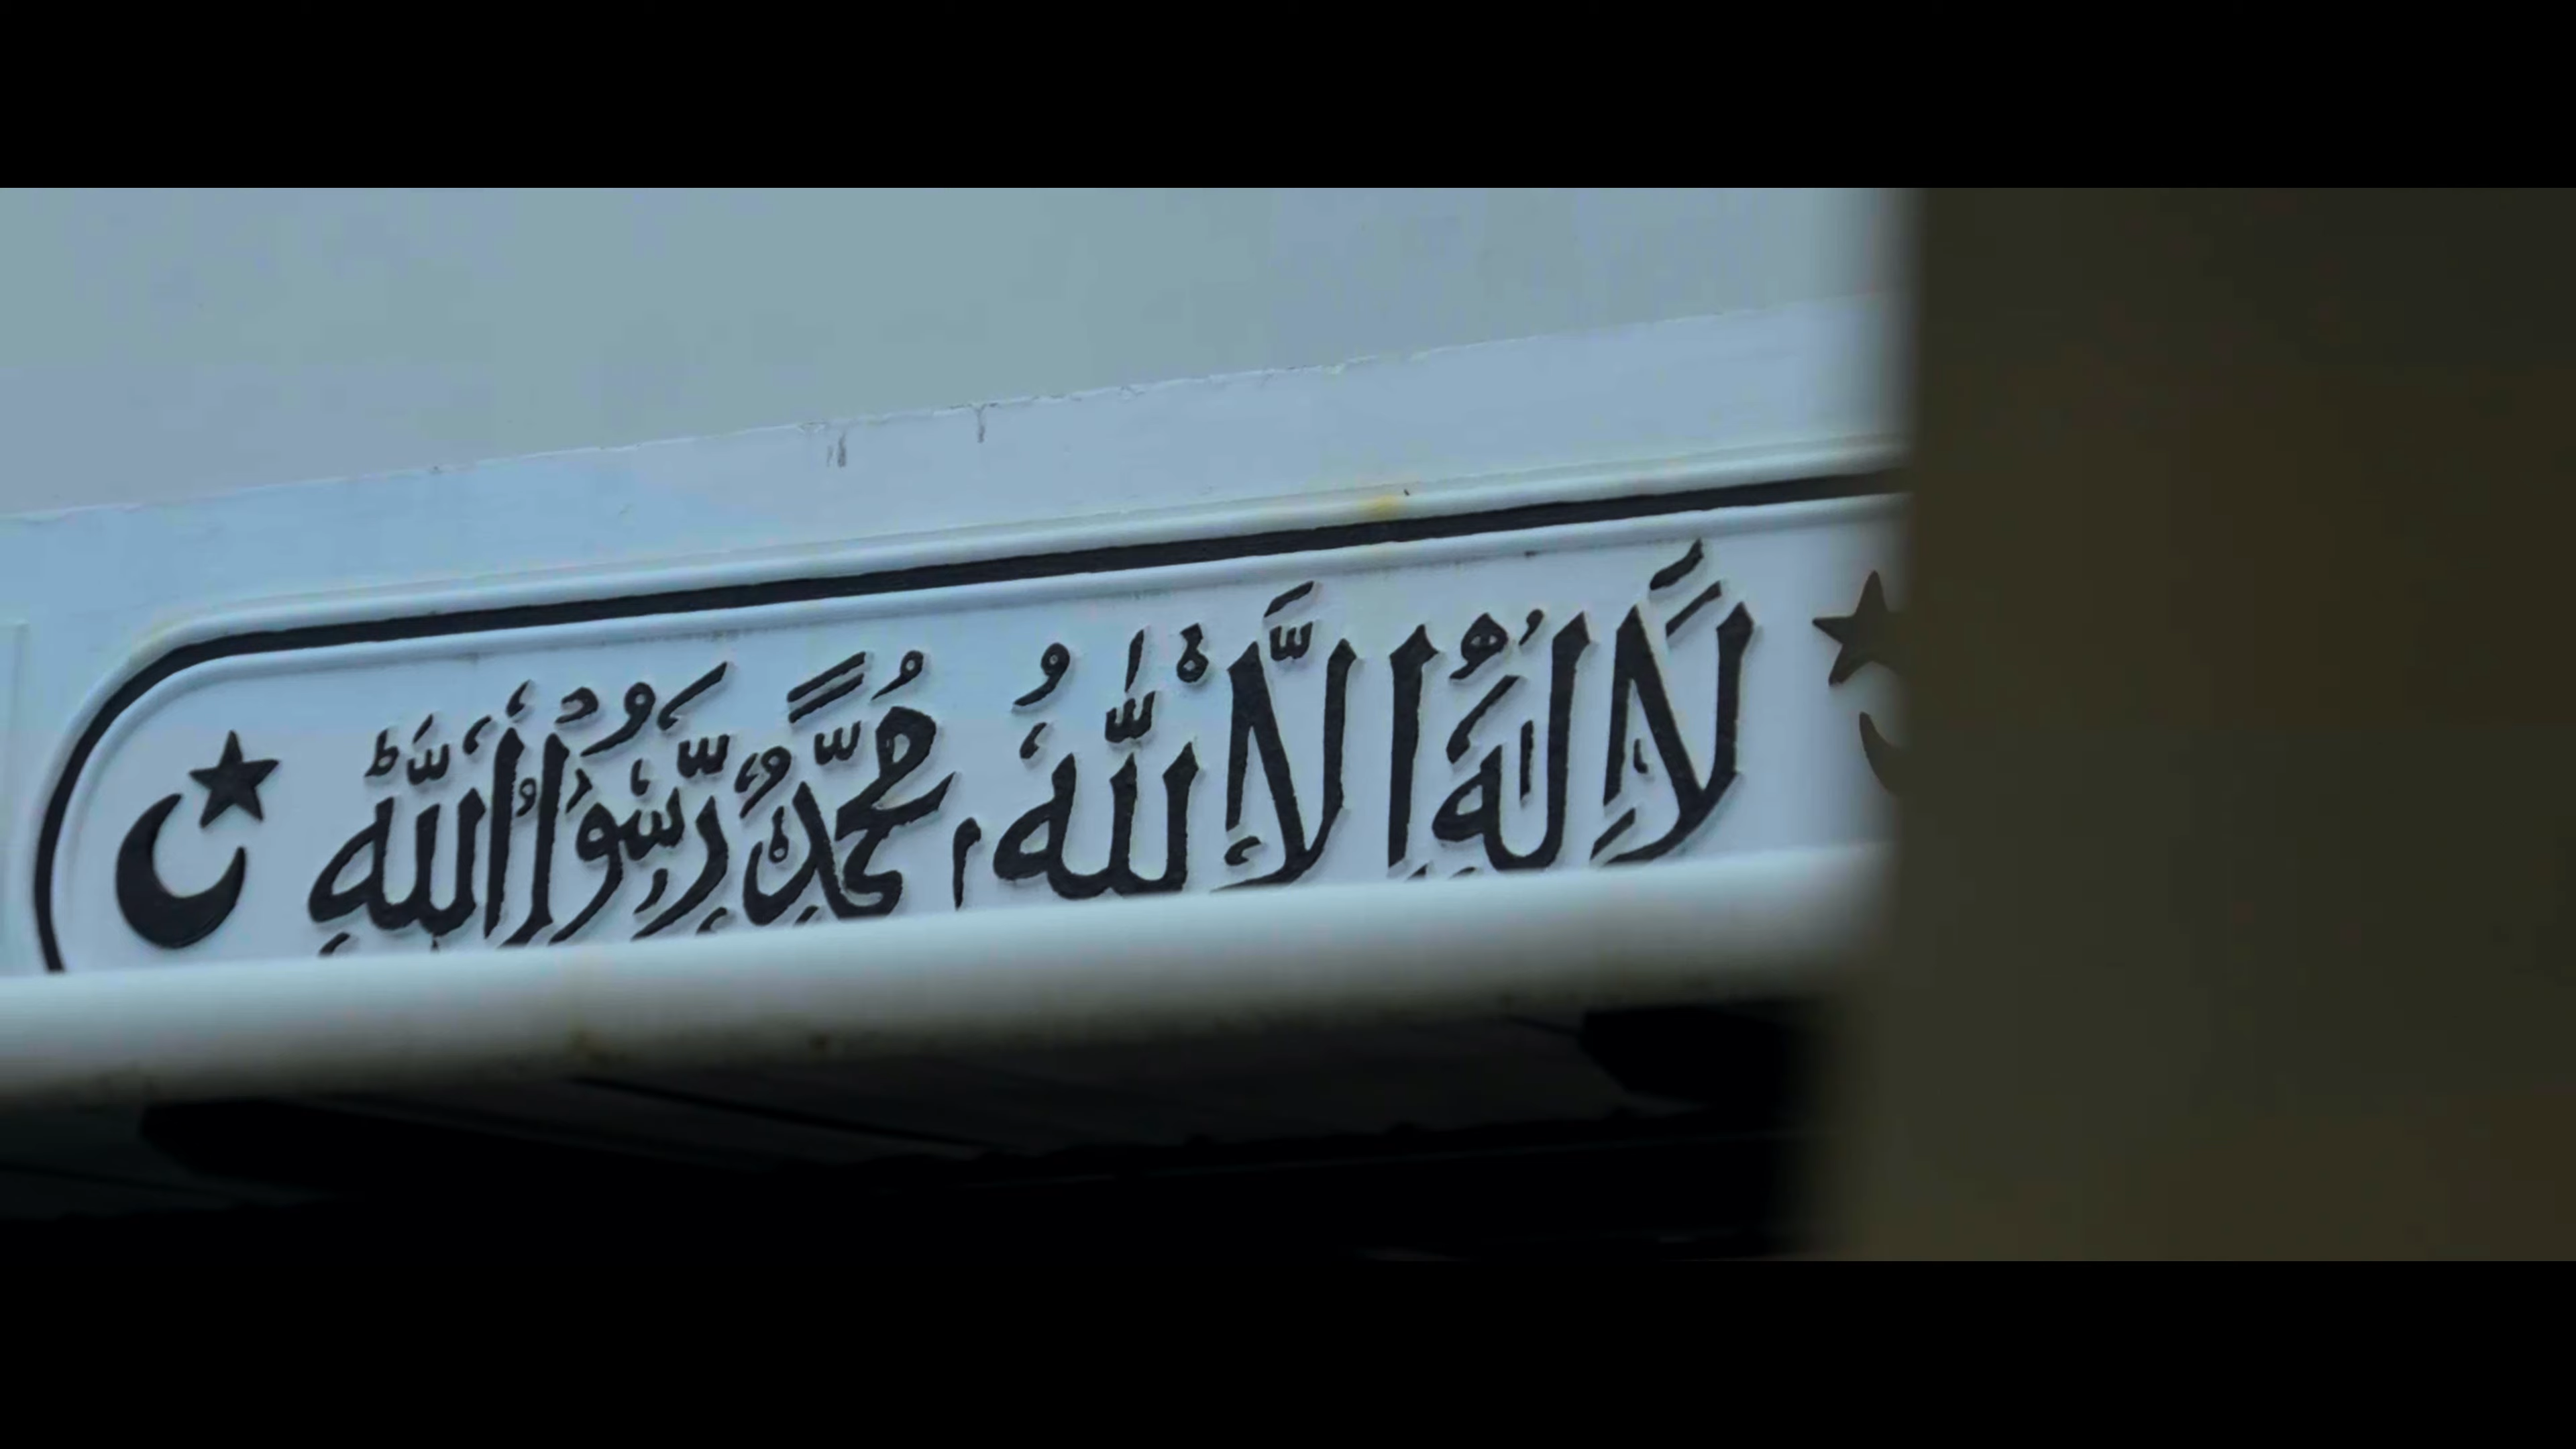 لَا إِلٰهَ إِلَّا اللّٰهُ مُحَمَّدٌ رَّسُوْلُ اللّٰهِ